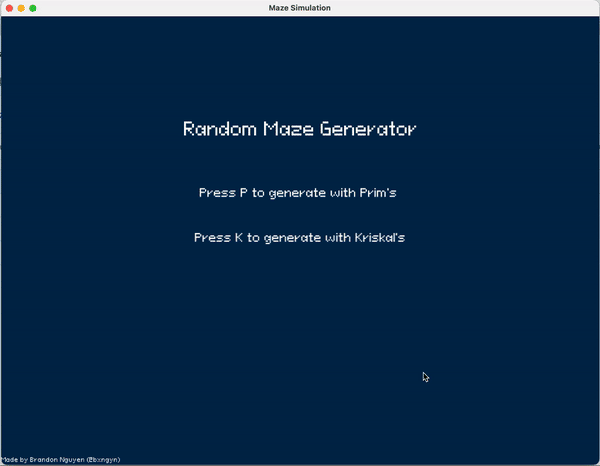 Maze Simulation
Random Maze Generator
Press P to generate with Prim's
Press K to generate with Kriskal's
Made by Brandon Nguyen